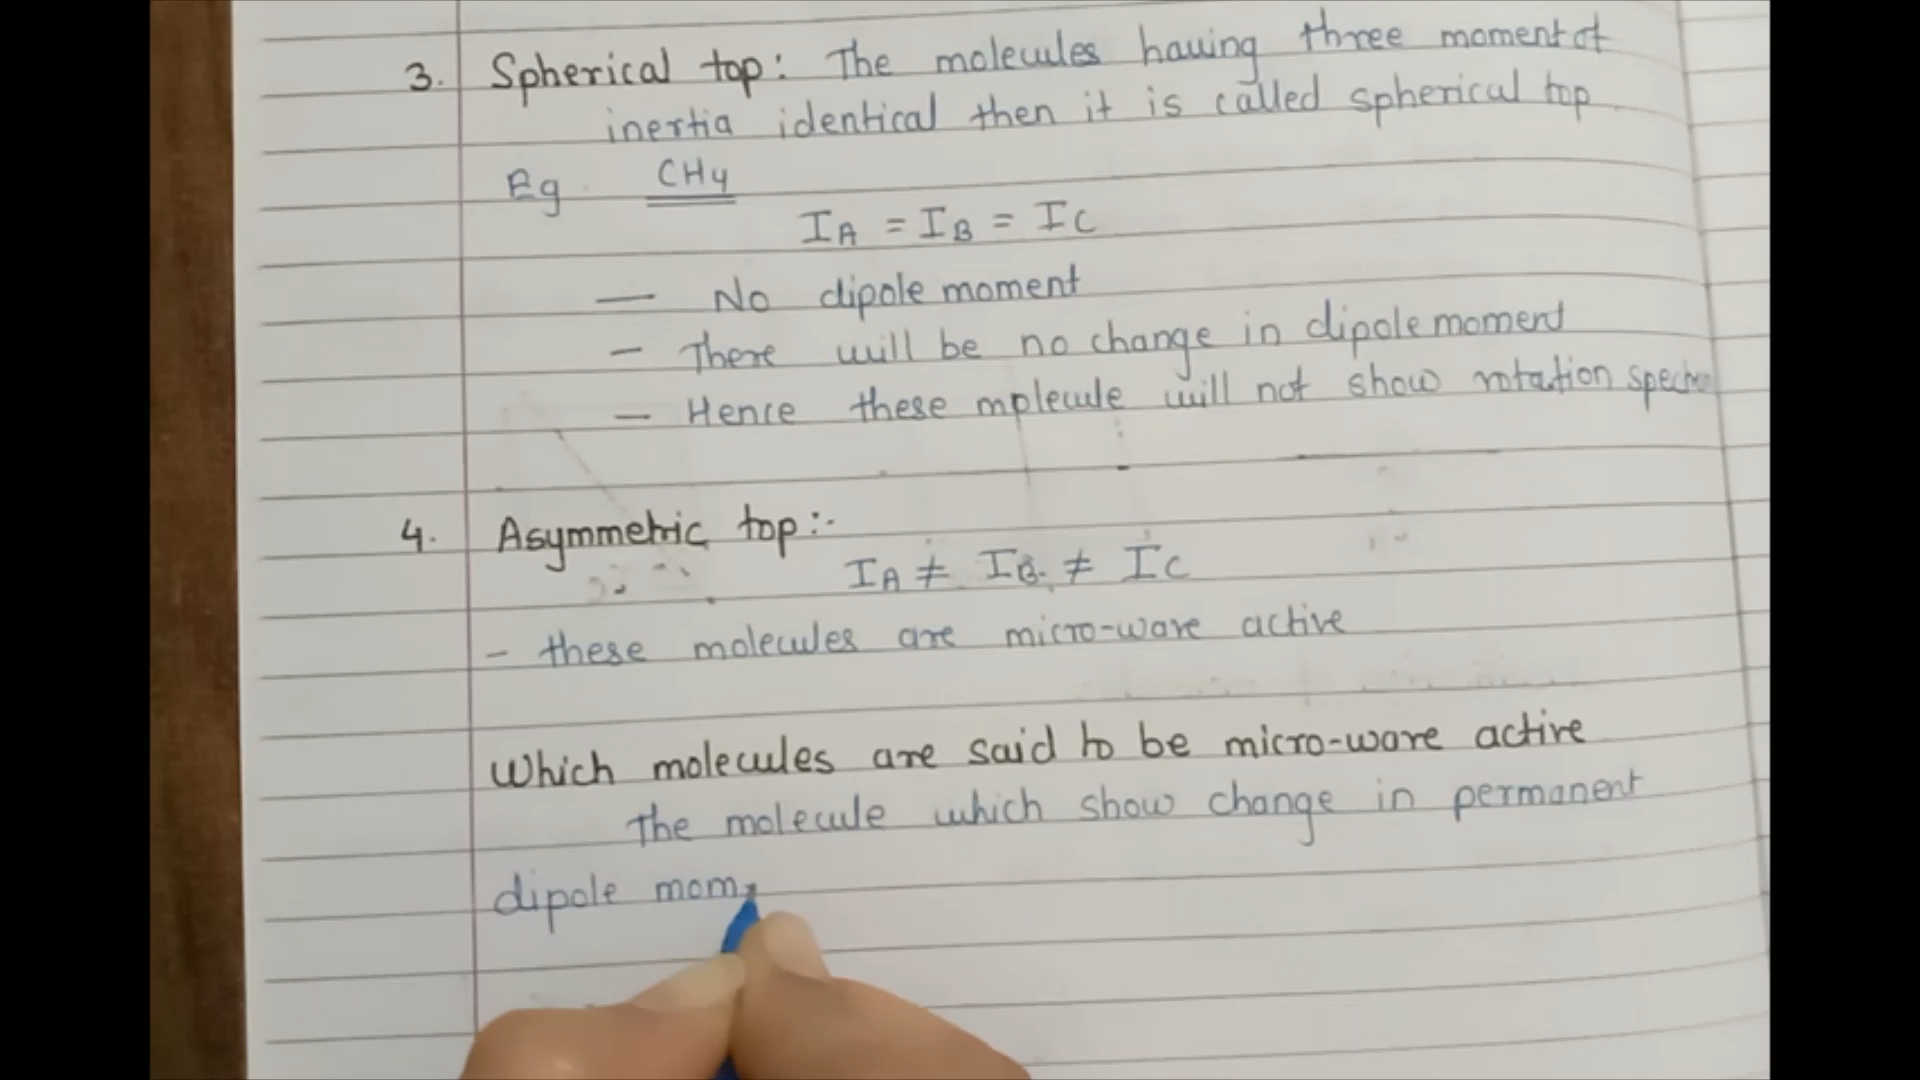 3. Spherical top: The molecules having three moment of
inertia identical then it is called spherical top
Eg. CH4
IA = IB = IC
— No dipole moment
— There will be no change in dipole moment
— Hence these molecule will not show rotation
4. Asymmetric top:-
IA ≠ IB ≠ IC
- these molecules are micro-wave active
Which molecules are said to be micro-wave active
The molecule which show change in permanent
dipole mom